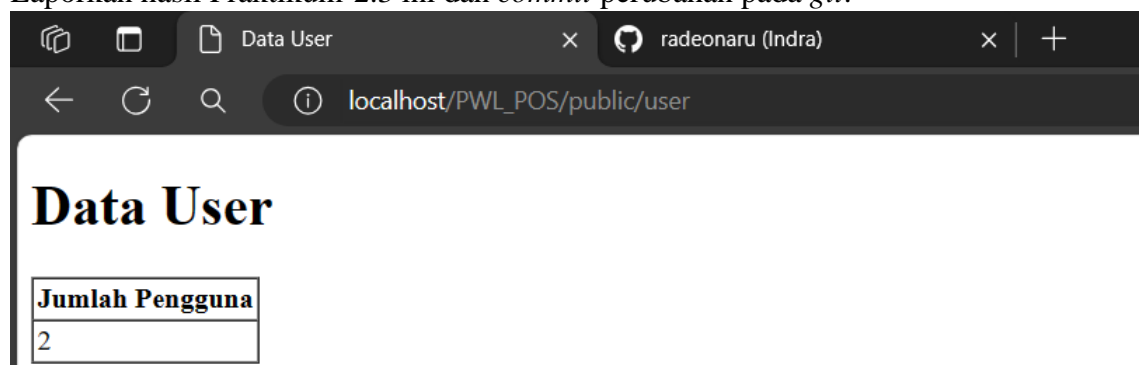 Laporkan hasil Praktikum-2.3 ini dan commit perubahan pada git.
Data User
radeonaru (Indra)
localhost/PWL_POS/public/user
Data User
Jumlah Pengguna
2